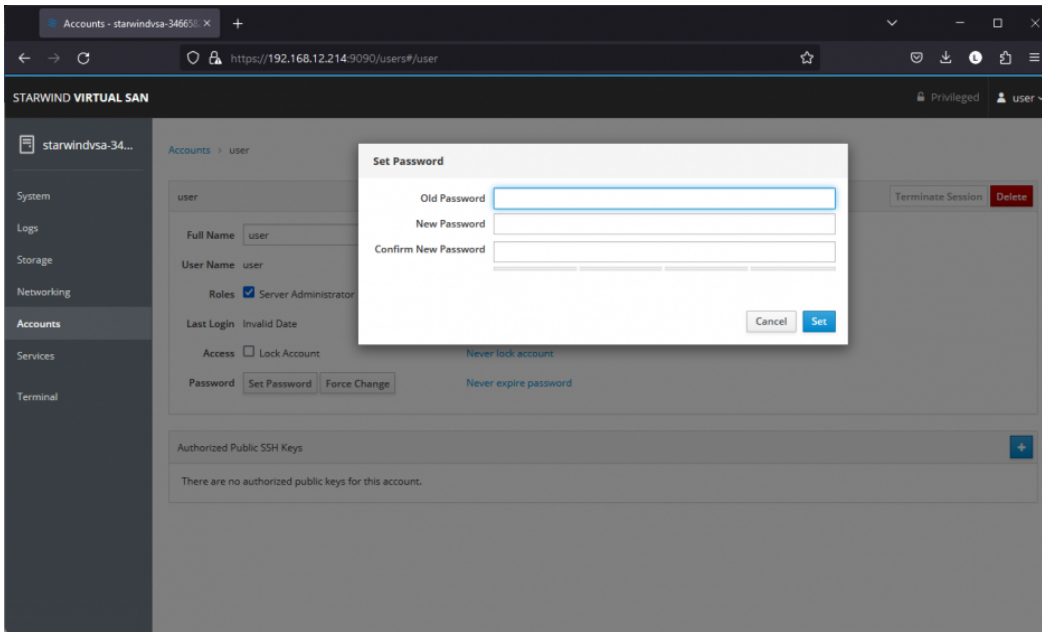 Accounts - starwindvsa-346658
https://192.168.12.214:9090/users#/user
L
STARWIND VIRTUAL SAN
Privileged
user
starwindvsa-34...
System
Logs
Storage
Networking
Accounts
Services
Terminal
Accounts › user
user
Terminate Session Delete
Full Name user
User Name user
Roles Server Administrator
Last Login Invalid Date
Access Lock Account Never lock account
Password Set Password Force Change Never expire password
Authorized Public SSH Keys
There are no authorized public keys for this account.
Set Password
Old Password
New Password
Confirm New Password
Cancel Set